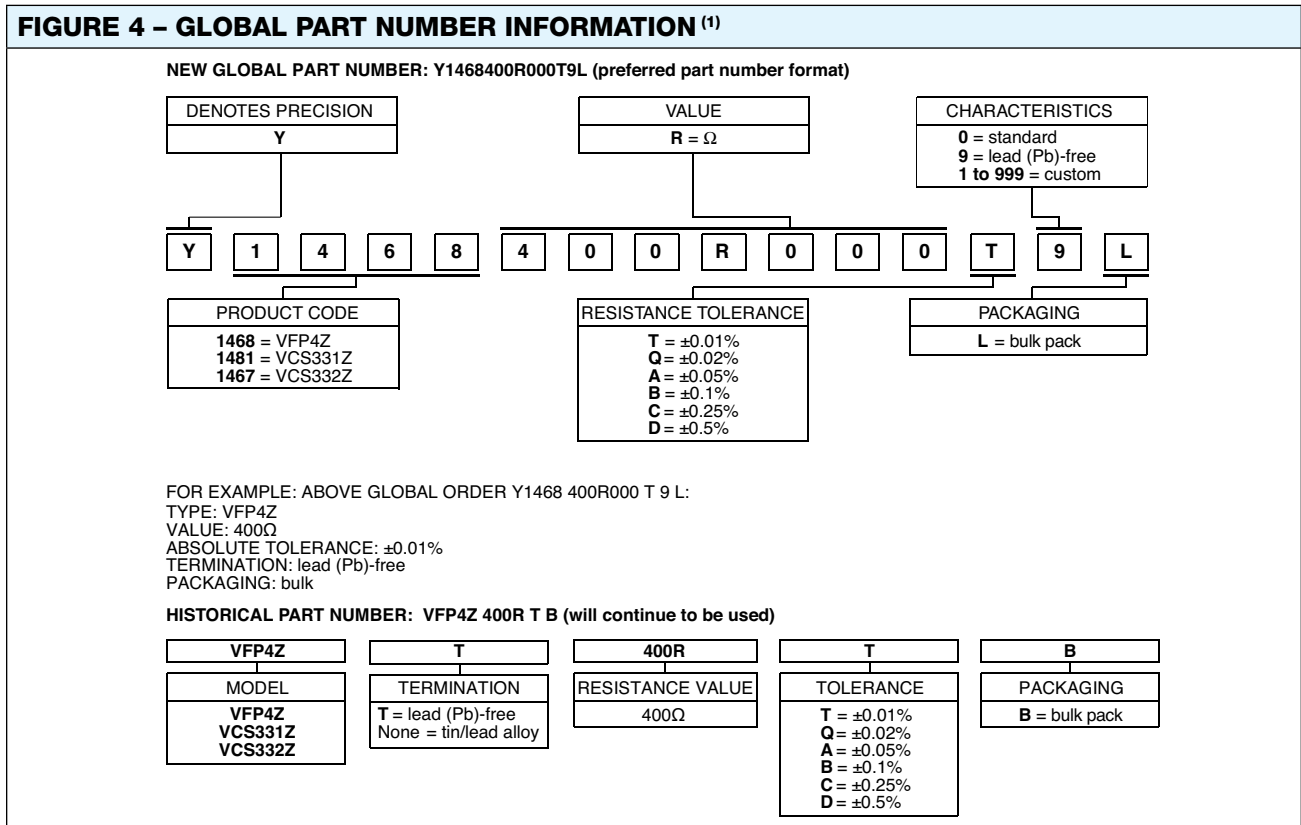 FIGURE 4 – GLOBAL PART NUMBER INFORMATION (1)
NEW GLOBAL PART NUMBER: Y1468400R000T9L (preferred part number format)
DENOTES PRECISION
Y
VALUE
R = Ω
CHARACTERISTICS
0 = standard
9 = lead (Pb)-free
1 to 999 = custom
Y 1 4 6 8 4 0 0 R 0 0 0 T 9 L
PRODUCT CODE
1468 = VFP4Z
1481 = VCS331Z
1467 = VCS332Z
RESISTANCE TOLERANCE
T = ±0.01%
Q = ±0.02%
A = ±0.05%
B = ±0.1%
C = ±0.25%
D = ±0.5%
PACKAGING
L = bulk pack
FOR EXAMPLE: ABOVE GLOBAL ORDER Y1468 400R000 T 9 L:
TYPE: VFP4Z
VALUE: 400Ω
ABSOLUTE TOLERANCE: ±0.01%
TERMINATION: lead (Pb)-free
PACKAGING: bulk
HISTORICAL PART NUMBER: VFP4Z 400R T B (will continue to be used)
VFP4Z T 400R T B
MODEL
VFP4Z
VCS331Z
VCS332Z
TERMINATION
T = lead (Pb)-free
None = tin/lead alloy
RESISTANCE VALUE
400Ω
TOLERANCE
T = ±0.01%
Q = ±0.02%
A = ±0.05%
B = ±0.1%
C = ±0.25%
D = ±0.5%
PACKAGING
B = bulk pack